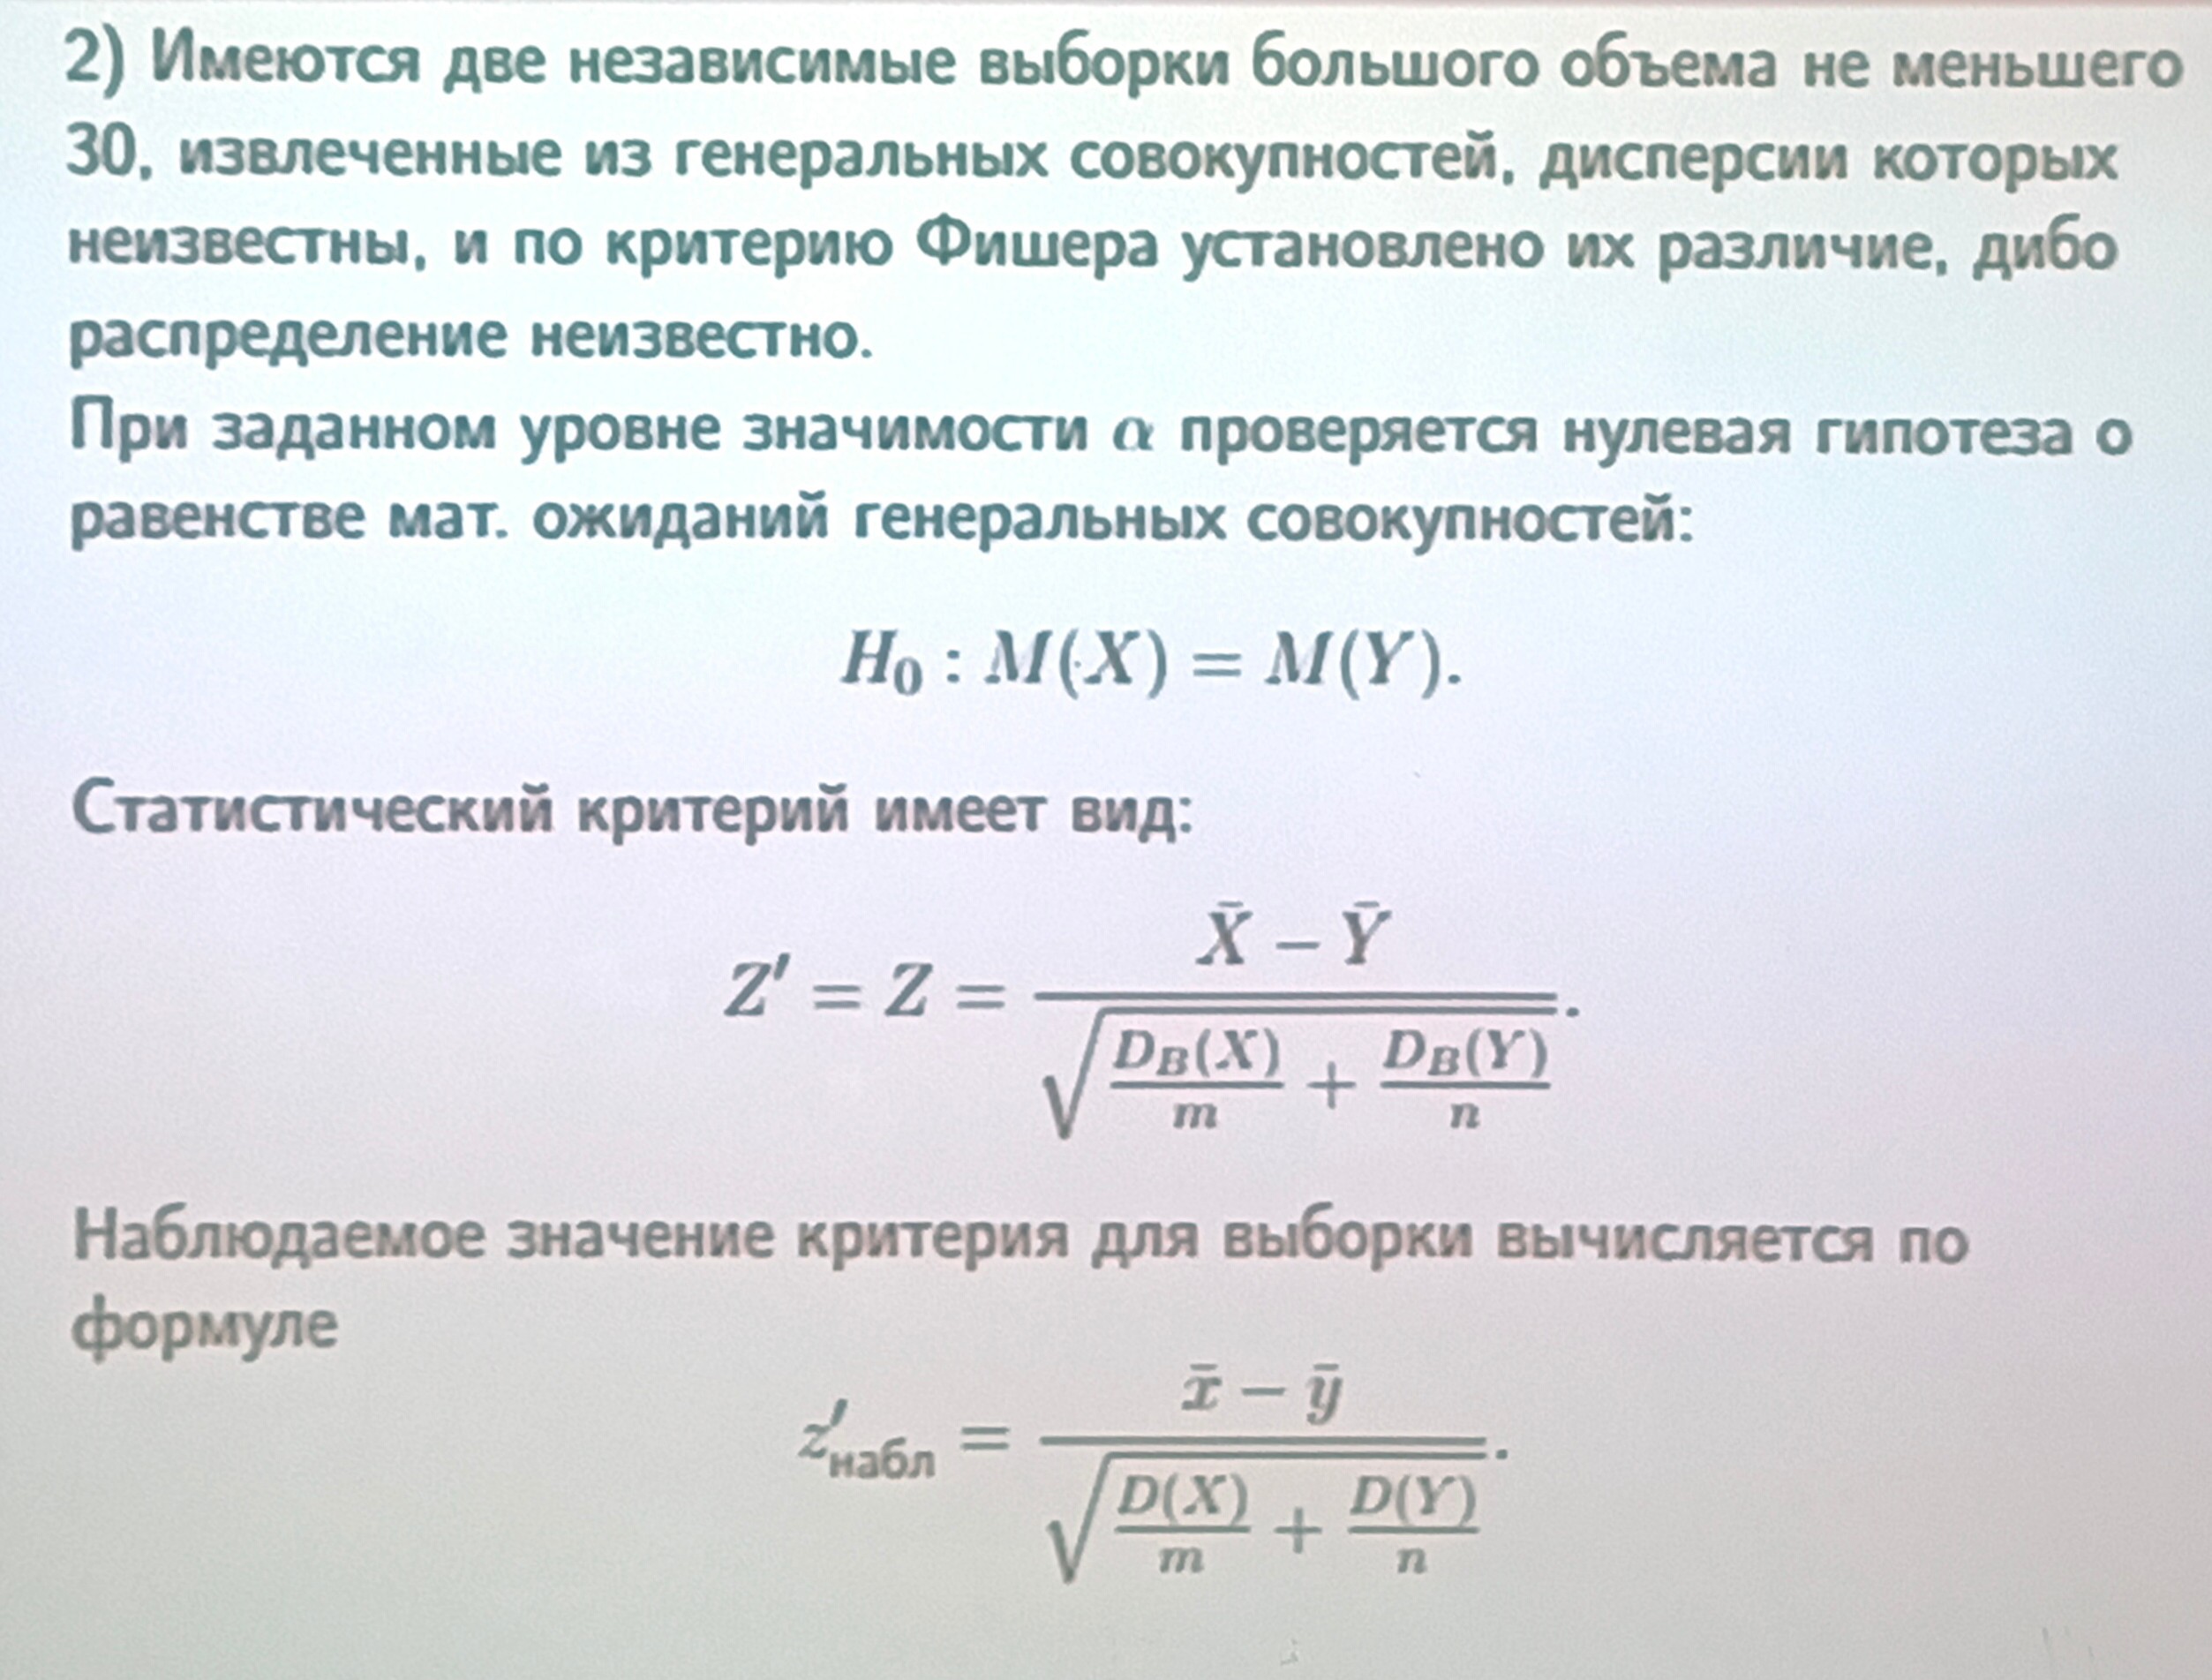 2) Имеются две независимые выборки большого объема не меньшего
30, извлеченные из генеральных совокупностей, дисперсии которых
неизвестны, и по критерию Фишера установлено их различие, дибо
распределение неизвестно.
При заданном уровне значимости α проверяется нулевая гипотеза о
равенстве мат. ожиданий генеральных совокупностей:
H₀ : M(X) = M(Y).
Статистический критерий имеет вид:
Z′ = Z = \frac{\bar{X} − \bar{Y}}{\sqrt{\frac{D_B(X)}{m} + \frac{D_B(Y)}{n}}}.
Наблюдаемое значение критерия для выборки вычисляется по
формуле
z′_{набл} = \frac{\bar{x} − \bar{y}}{\sqrt{\frac{D(X)}{m} + \frac{D(Y)}{n}}}.